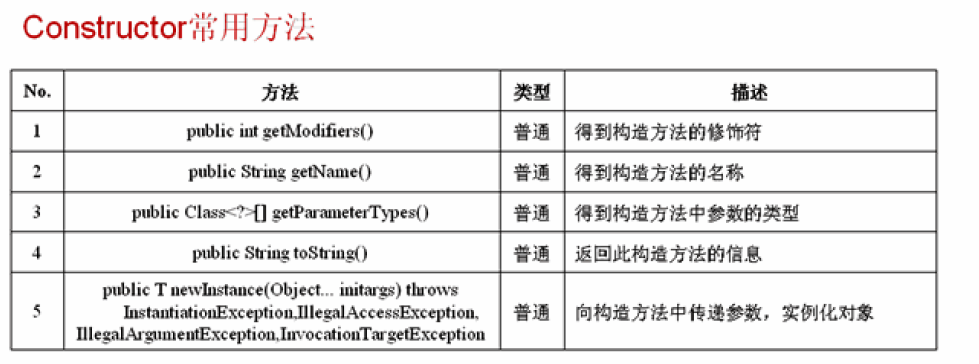 Constructor常用方法
No. 方法 类型 描述
1 public int getModifiers() 普通 得到构造方法的修饰符
2 public String getName() 普通 得到构造方法的名称
3 public Class<?>[] getParameterTypes() 普通 得到构造方法中参数的类型
4 public String toString() 普通 返回此构造方法的信息
5 public T newInstance(Object... initargs) throws
InstantiationException,IllegalAccessException,
IllegalArgumentException,InvocationTargetException 普通 向构造方法中传递参数，实例化对象